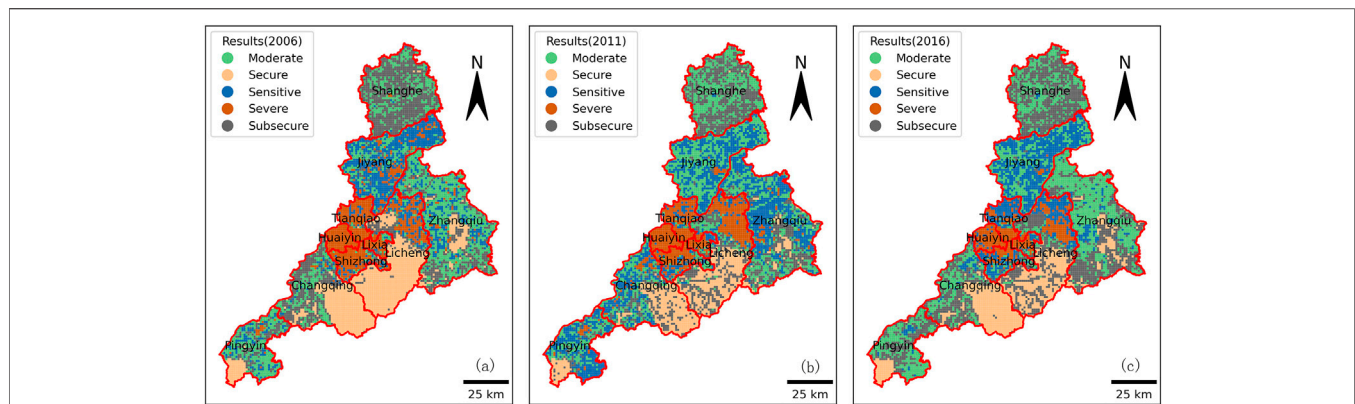 Results(2006)
Moderate
Secure
Sensitive
Severe
Subsecure
N
Shanghe
Jiyang
Tianqiao
Zhangqiu
Huaiyin
Lixia
Licheng
Shizhong
Changqing
Pingyin
(a)
25 km
Results(2011)
Moderate
Secure
Sensitive
Severe
Subsecure
N
Shanghe
Jiyang
Tianqiao
Zhangqiu
Huaiyin
Lixia
Licheng
Shizhong
Changqing
Pingyin
(b)
25 km
Results(2016)
Moderate
Secure
Sensitive
Severe
Subsecure
N
Shanghe
Jiyang
Tianqiao
Zhangqiu
Huaiyin
Lixia
Licheng
Shizhong
Changqing
Pingyin
(c)
25 km